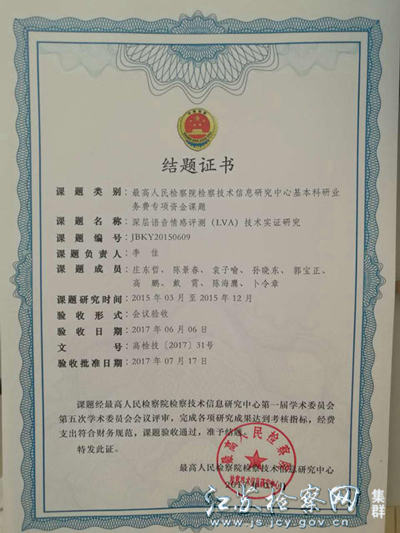 结题证书
课题类别：最高人民检察院检察技术信息研究中心基本科研业
务费专项资金课题
课题名称：深层语音情感评测（LVA）技术实证研究
课题编号：JBKY20150609
课题负责人：李佳
课题成员：庄东哲、陈景春、袁子喻、孙晓东、郭宝正、
高鹏、戴霄、陈海鹰、卜令章
课题研究时间：2015年03月至2015年12月
验收形式：会议验收
验收日期：2017年06月06日
文号：高检技〔2017〕31号
验收批准日期：2017年07月17日
课题经最高人民检察院检察技术信息研究中心第一届学术委员会
第五次学术委员会会议评审，完成各项研究成果达到考核指标，经费
支出符合财务规范，课题验收通过，准予结题。
特发此证。
最高人民检察院检察技术信息研究中心
江苏检察网
集群
www.jsjcy.gov.cn